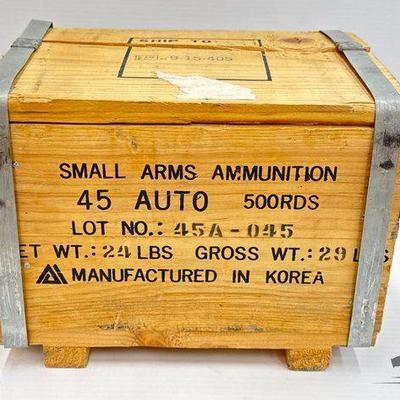 SHIP TO:
SMALL ARMS AMMUNITION
45 AUTO 500RDS
LOT NO.: 45A-045
ET WT.: 24 LBS GROSS WT.: 29 L S
MANUFACTURED IN KOREA